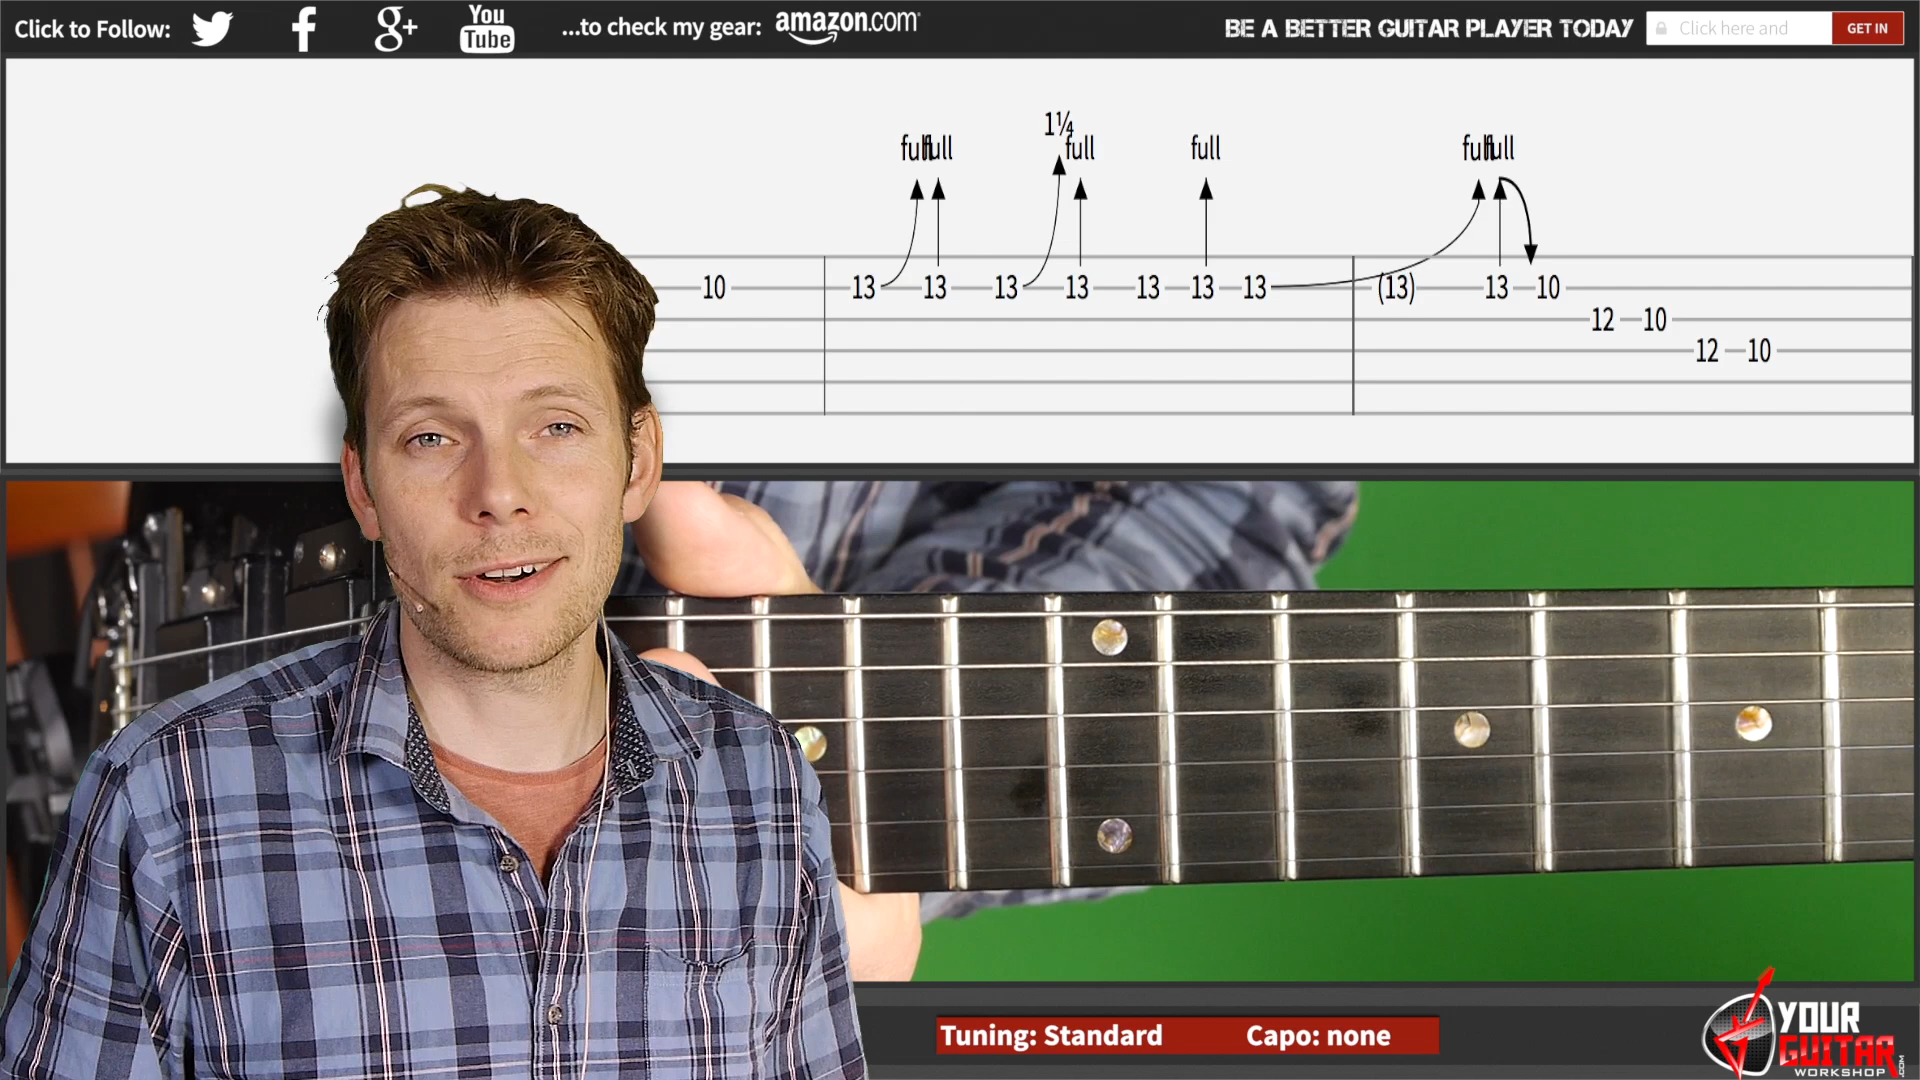 Click to Follow: g+ You Tube ...to check my gear: amazon.com BE A BETTER GUITAR PLAYER TODAY Click here and GET IN
1¼
full full full full full full
10 13 13 13 13 13 13 13 (13) 13 10
12 10
12 10
Tuning: Standard Capo: none
YOUR
GUITAR
WORKSHOP
.COM